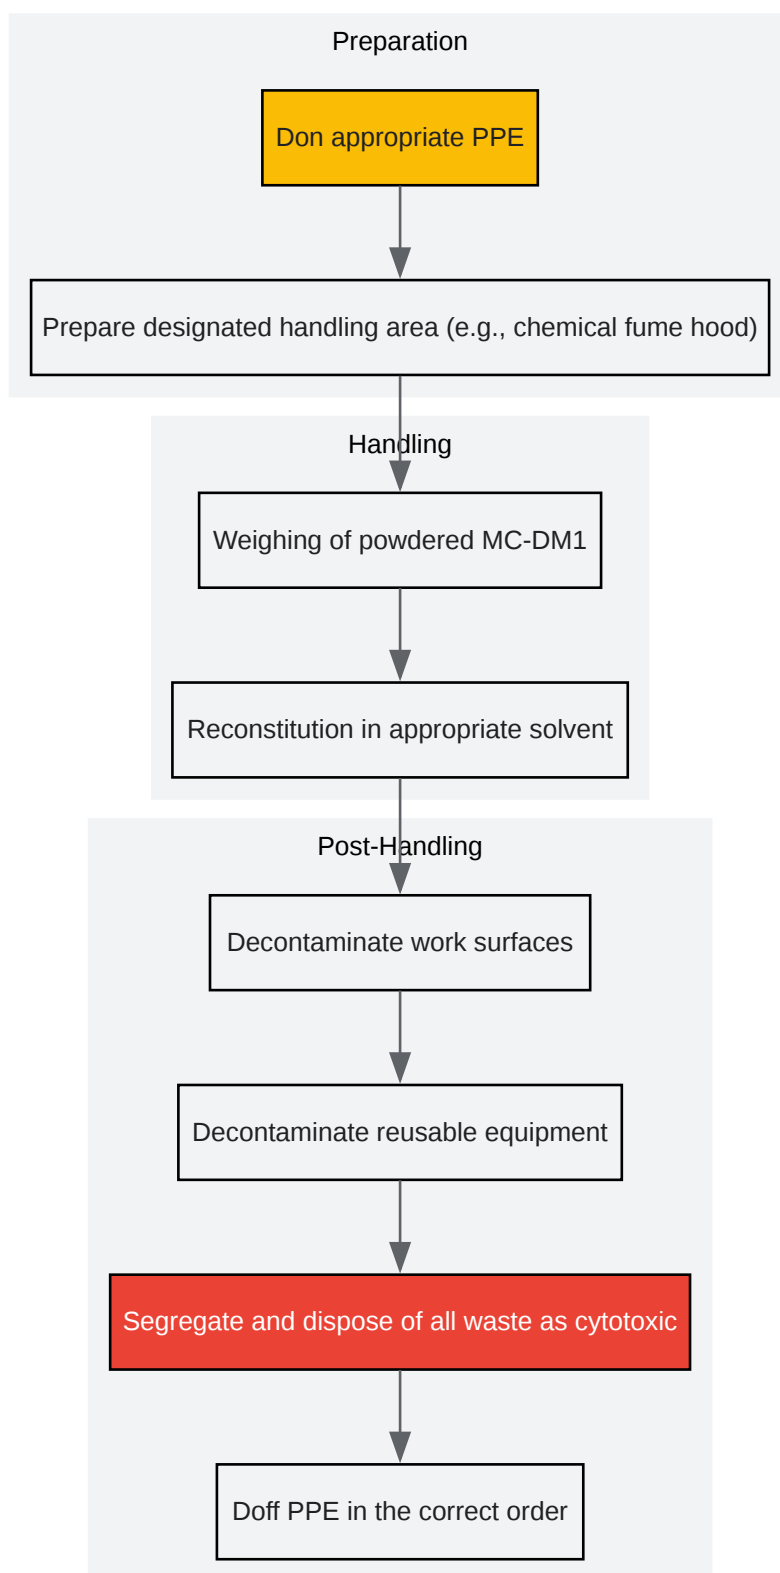 Preparation
Don appropriate PPE
Prepare designated handling area (e.g., chemical fume hood)
Handling
Weighing of powdered MC-DM1
Reconstitution in appropriate solvent
Post-Handling
Decontaminate work surfaces
Decontaminate reusable equipment
Segregate and dispose of all waste as cytotoxic
Doff PPE in the correct order